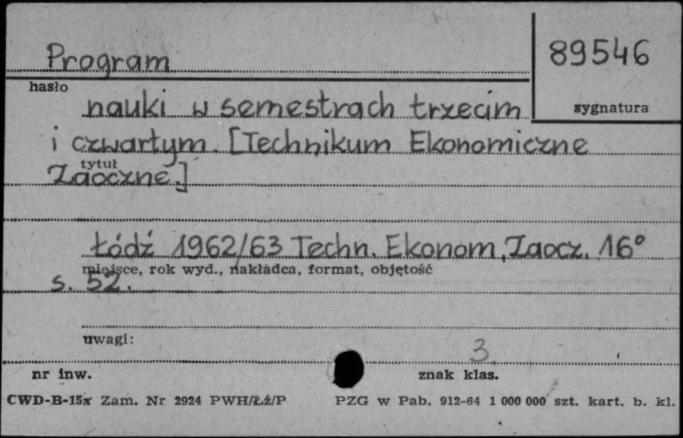 Program
89546
hasło
sygnatura
nauki w semestrach trzecim
i czwartym. [Technikum Ekonomiczne
tytuł
Zaoczne.]
Łódź 1962/63 Techn. Ekonom, Zaocz. 16°
miejsce, rok wyd., nakładca, format, objętość
s. 52.
uwagi:
3
nr inw.
znak klas.
CWD-B-15x Zam. Nr 2924 PWH/Łź/P
PZG w Pab. 912-64 1 000 000 szt. kart. b. kl.